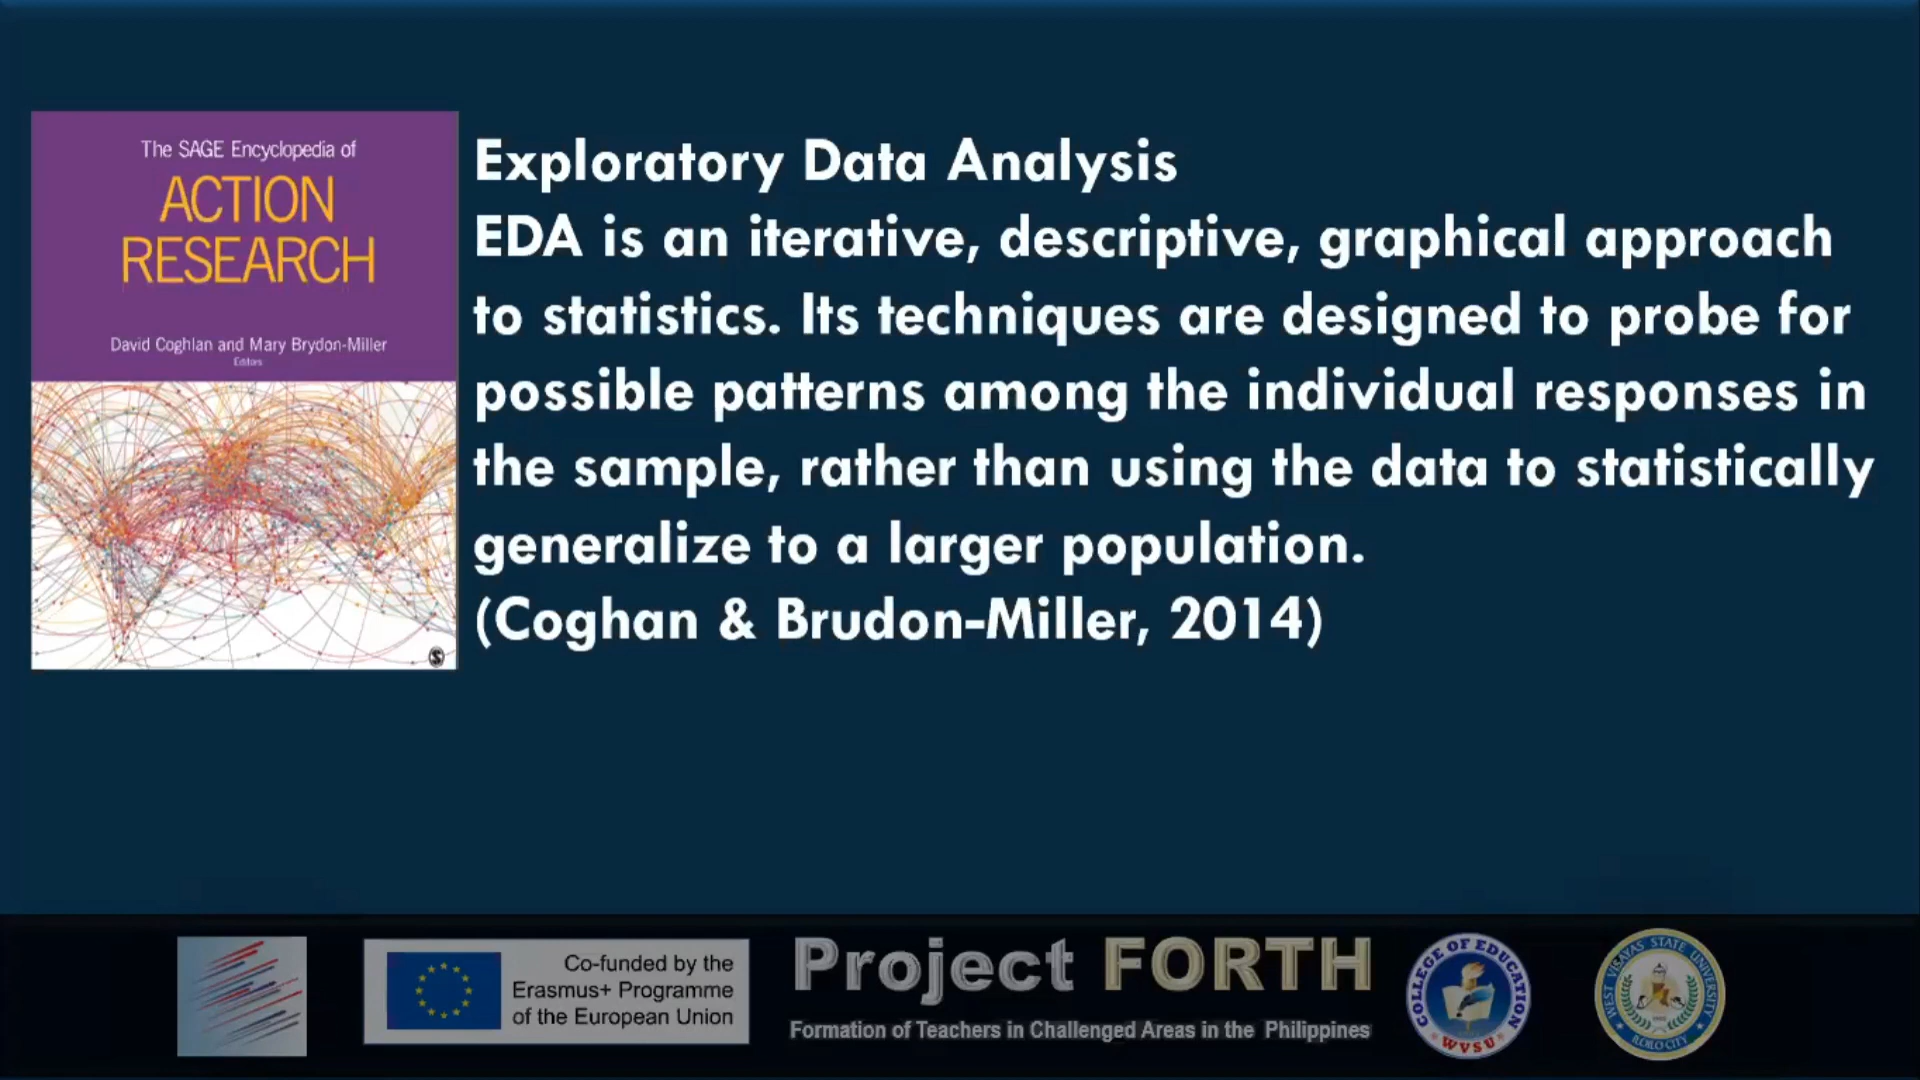 The SAGE Encyclopedia of
ACTION
RESEARCH
David Coghlan and Mary Brydon-Miller
Editors
Exploratory Data Analysis
EDA is an iterative, descriptive, graphical approach
to statistics. Its techniques are designed to probe for
possible patterns among the individual responses in
the sample, rather than using the data to statistically
generalize to a larger population.
(Coghan & Brudon-Miller, 2014)
Co-funded by the
Erasmus+ Programme
of the European Union
Project FORTH
Formation of Teachers in Challenged Areas in the Philippines
COLLEGE OF EDUCATION
WVSU
WEST VISAYAS STATE UNIVERSITY
ILOILO CITY